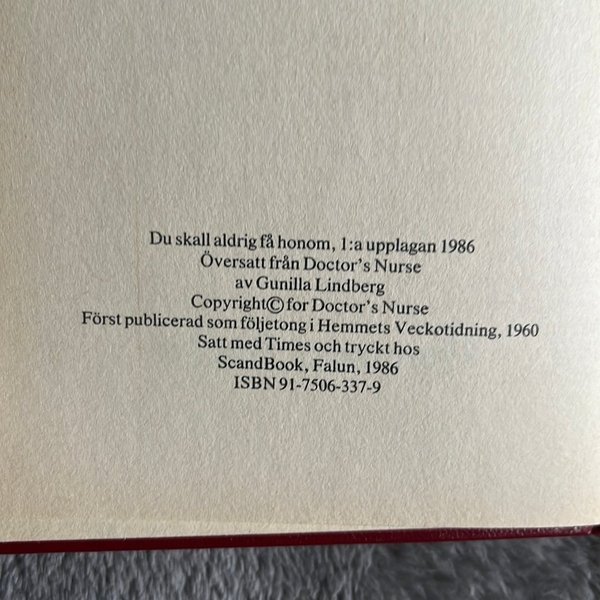 Du skall aldrig få honom, 1:a upplagan 1986
Översatt från Doctor's Nurse
av Gunilla Lindberg
Copyright© for Doctor's Nurse
Först publicerad som följetong i Hemmets Veckotidning, 1960
Satt med Times och tryckt hos
ScandBook, Falun, 1986
ISBN 91-7506-337-9